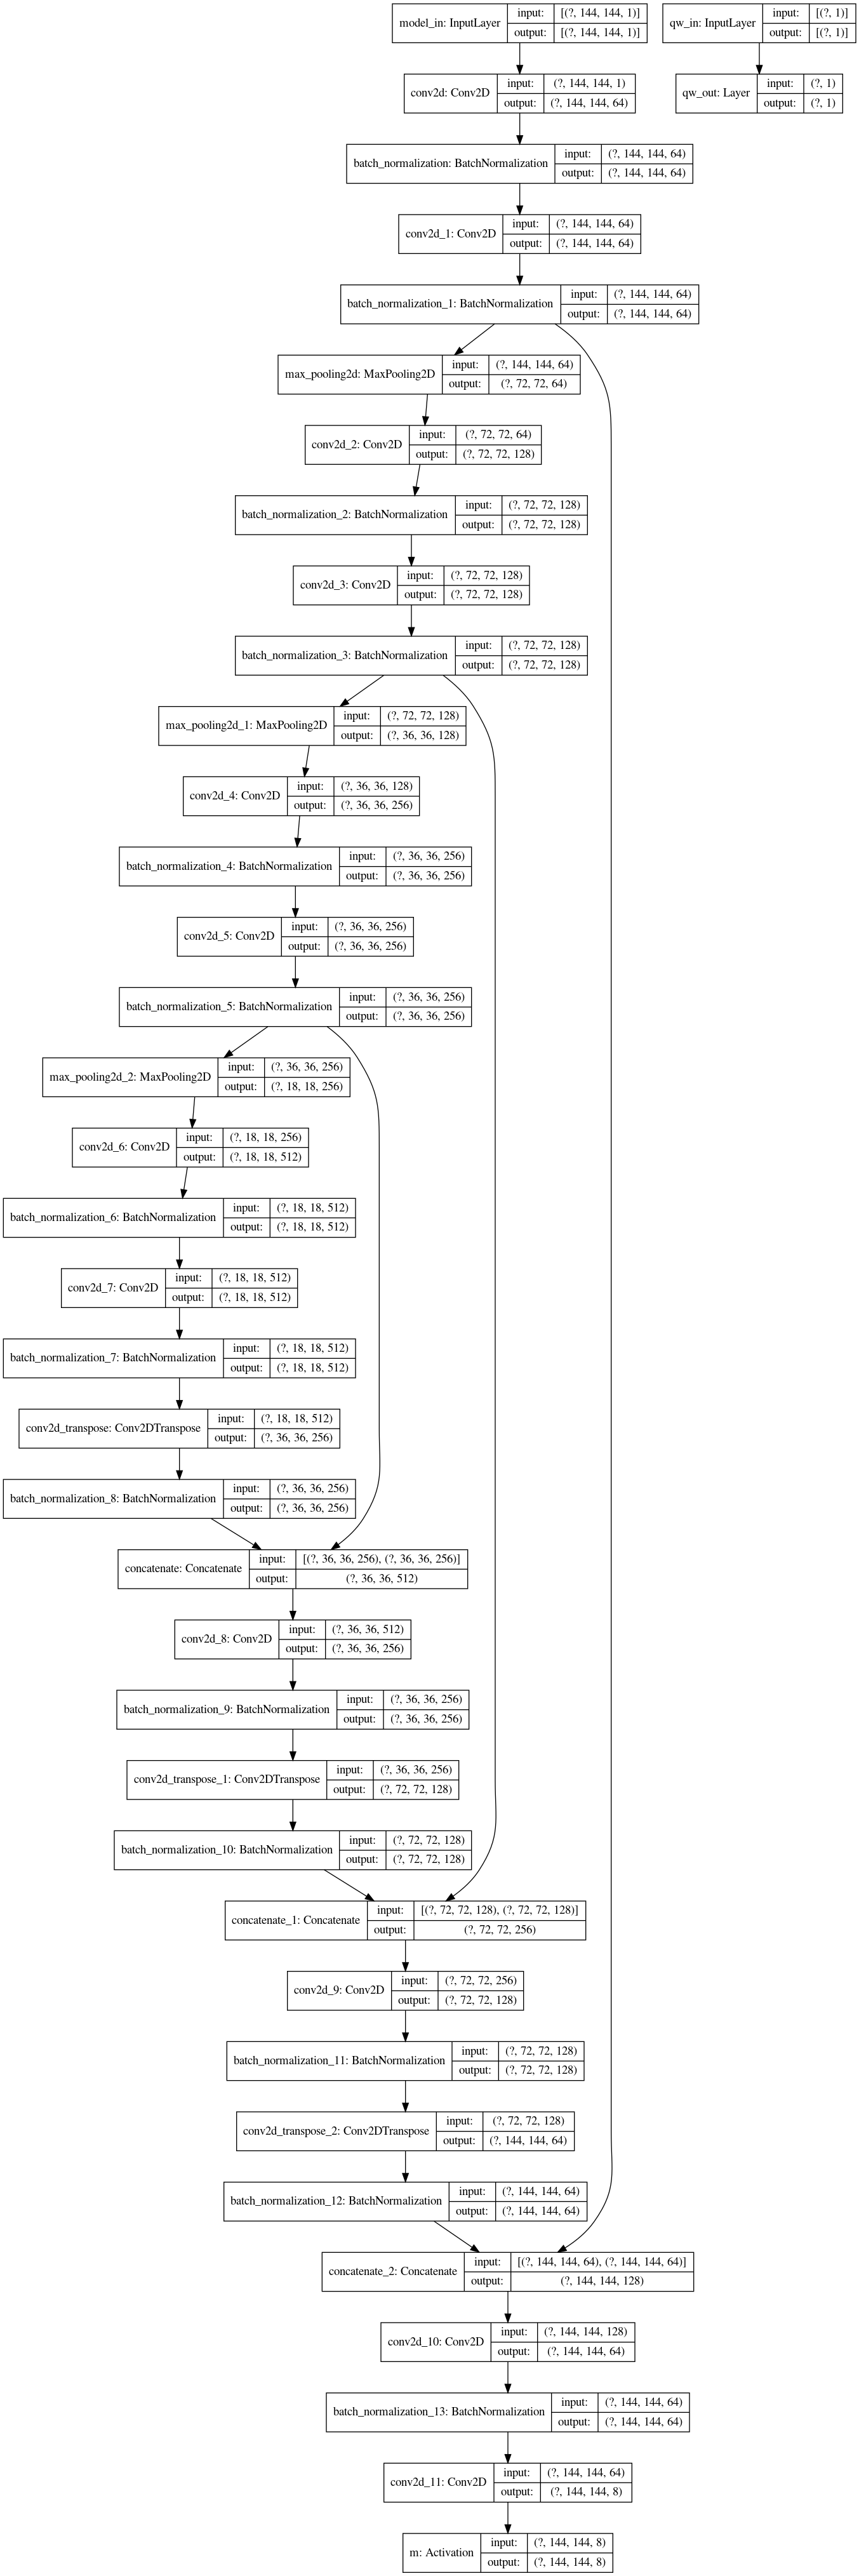 model_in: InputLayer input: [(?, 144, 144, 1)] output: [(?, 144, 144, 1)]
qw_in: InputLayer input: [(?, 1)] output: [(?, 1)]
conv2d: Conv2D input: (?, 144, 144, 1) output: (?, 144, 144, 64)
qw_out: Layer input: (?, 1) output: (?, 1)
batch_normalization: BatchNormalization input: (?, 144, 144, 64) output: (?, 144, 144, 64)
conv2d_1: Conv2D input: (?, 144, 144, 64) output: (?, 144, 144, 64)
batch_normalization_1: BatchNormalization input: (?, 144, 144, 64) output: (?, 144, 144, 64)
max_pooling2d: MaxPooling2D input: (?, 144, 144, 64) output: (?, 72, 72, 64)
conv2d_2: Conv2D input: (?, 72, 72, 64) output: (?, 72, 72, 128)
batch_normalization_2: BatchNormalization input: (?, 72, 72, 128) output: (?, 72, 72, 128)
conv2d_3: Conv2D input: (?, 72, 72, 128) output: (?, 72, 72, 128)
batch_normalization_3: BatchNormalization input: (?, 72, 72, 128) output: (?, 72, 72, 128)
max_pooling2d_1: MaxPooling2D input: (?, 72, 72, 128) output: (?, 36, 36, 128)
conv2d_4: Conv2D input: (?, 36, 36, 128) output: (?, 36, 36, 256)
batch_normalization_4: BatchNormalization input: (?, 36, 36, 256) output: (?, 36, 36, 256)
conv2d_5: Conv2D input: (?, 36, 36, 256) output: (?, 36, 36, 256)
batch_normalization_5: BatchNormalization input: (?, 36, 36, 256) output: (?, 36, 36, 256)
max_pooling2d_2: MaxPooling2D input: (?, 36, 36, 256) output: (?, 18, 18, 256)
conv2d_6: Conv2D input: (?, 18, 18, 256) output: (?, 18, 18, 512)
batch_normalization_6: BatchNormalization input: (?, 18, 18, 512) output: (?, 18, 18, 512)
conv2d_7: Conv2D input: (?, 18, 18, 512) output: (?, 18, 18, 512)
batch_normalization_7: BatchNormalization input: (?, 18, 18, 512) output: (?, 18, 18, 512)
conv2d_transpose: Conv2DTranspose input: (?, 18, 18, 512) output: (?, 36, 36, 256)
batch_normalization_8: BatchNormalization input: (?, 36, 36, 256) output: (?, 36, 36, 256)
concatenate: Concatenate input: [(?, 36, 36, 256), (?, 36, 36, 256)] output: (?, 36, 36, 512)
conv2d_8: Conv2D input: (?, 36, 36, 512) output: (?, 36, 36, 256)
batch_normalization_9: BatchNormalization input: (?, 36, 36, 256) output: (?, 36, 36, 256)
conv2d_transpose_1: Conv2DTranspose input: (?, 36, 36, 256) output: (?, 72, 72, 128)
batch_normalization_10: BatchNormalization input: (?, 72, 72, 128) output: (?, 72, 72, 128)
concatenate_1: Concatenate input: [(?, 72, 72, 128), (?, 72, 72, 128)] output: (?, 72, 72, 256)
conv2d_9: Conv2D input: (?, 72, 72, 256) output: (?, 72, 72, 128)
batch_normalization_11: BatchNormalization input: (?, 72, 72, 128) output: (?, 72, 72, 128)
conv2d_transpose_2: Conv2DTranspose input: (?, 72, 72, 128) output: (?, 144, 144, 64)
batch_normalization_12: BatchNormalization input: (?, 144, 144, 64) output: (?, 144, 144, 64)
concatenate_2: Concatenate input: [(?, 144, 144, 64), (?, 144, 144, 64)] output: (?, 144, 144, 128)
conv2d_10: Conv2D input: (?, 144, 144, 128) output: (?, 144, 144, 64)
batch_normalization_13: BatchNormalization input: (?, 144, 144, 64) output: (?, 144, 144, 64)
conv2d_11: Conv2D input: (?, 144, 144, 64) output: (?, 144, 144, 8)
m: Activation input: (?, 144, 144, 8) output: (?, 144, 144, 8)